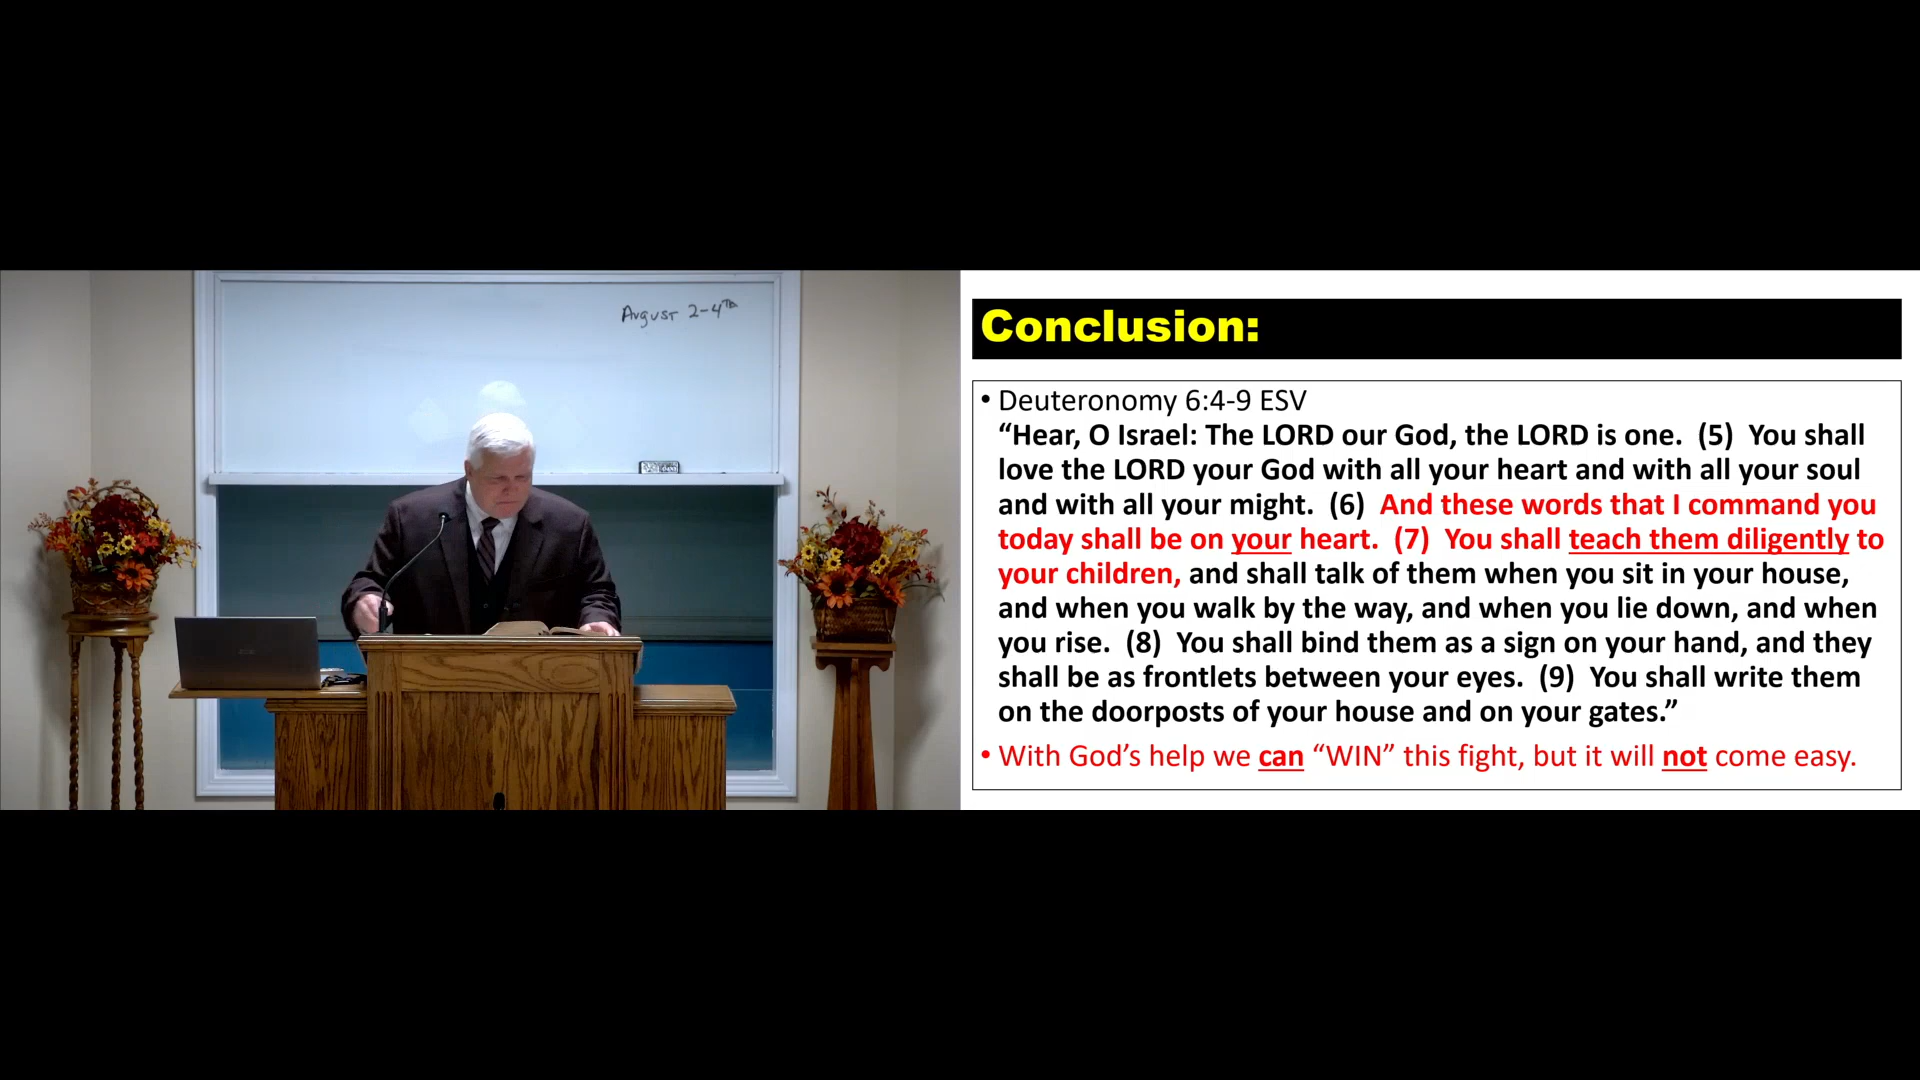 August 2-4TH
Conclusion:
• Deuteronomy 6:4-9 ESV
“Hear, O Israel: The LORD our God, the LORD is one.  (5)  You shall
love the LORD your God with all your heart and with all your soul
and with all your might.  (6)  And these words that I command you
today shall be on your heart.  (7)  You shall teach them diligently to
your children, and shall talk of them when you sit in your house,
and when you walk by the way, and when you lie down, and when
you rise.  (8)  You shall bind them as a sign on your hand, and they
shall be as frontlets between your eyes.  (9)  You shall write them
on the doorposts of your house and on your gates.”
• With God’s help we can “WIN” this fight, but it will not come easy.